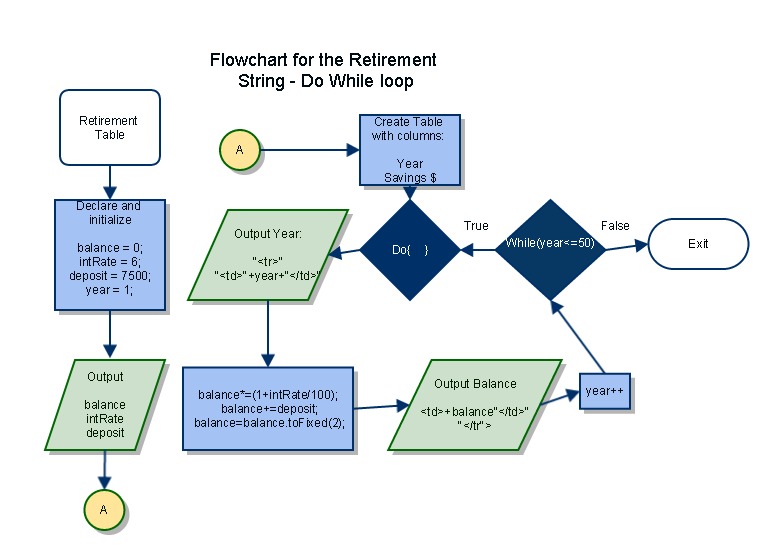 Flowchart for the Retirement
String - Do While loop
Retirement
Table
Declare and
initialize
balance = 0;
intRate = 6;
deposit = 7500;
year = 1;
Output
balance
intRate
deposit
A
A
Create Table
with columns:
Year
Savings $
Do{    }
True
While(year<=50)
False
Exit
Output Year:
"<tr>"
"<td>"+year+"</td>"
balance*=(1+intRate/100);
balance+=deposit;
balance=balance.toFixed(2);
Output Balance
<td>+balance"</td>"
"</tr">
year++